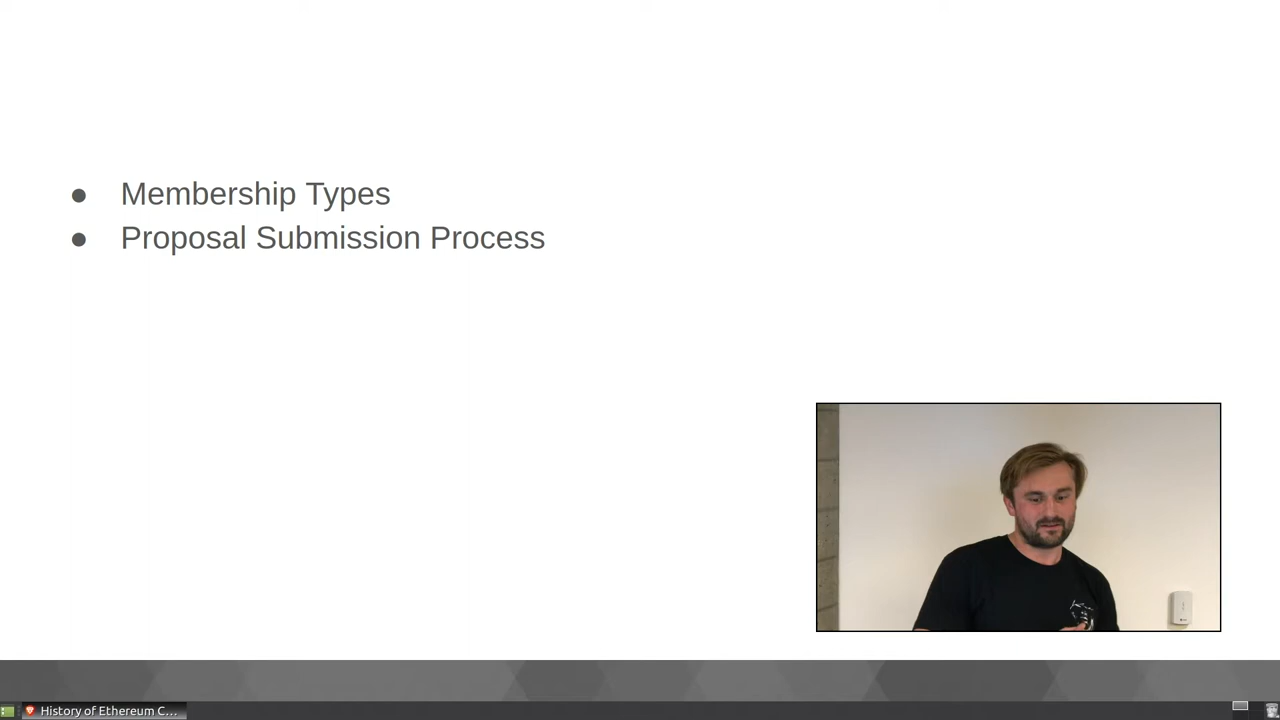 ● Membership Types
● Proposal Submission Process
History of Ethereum C...